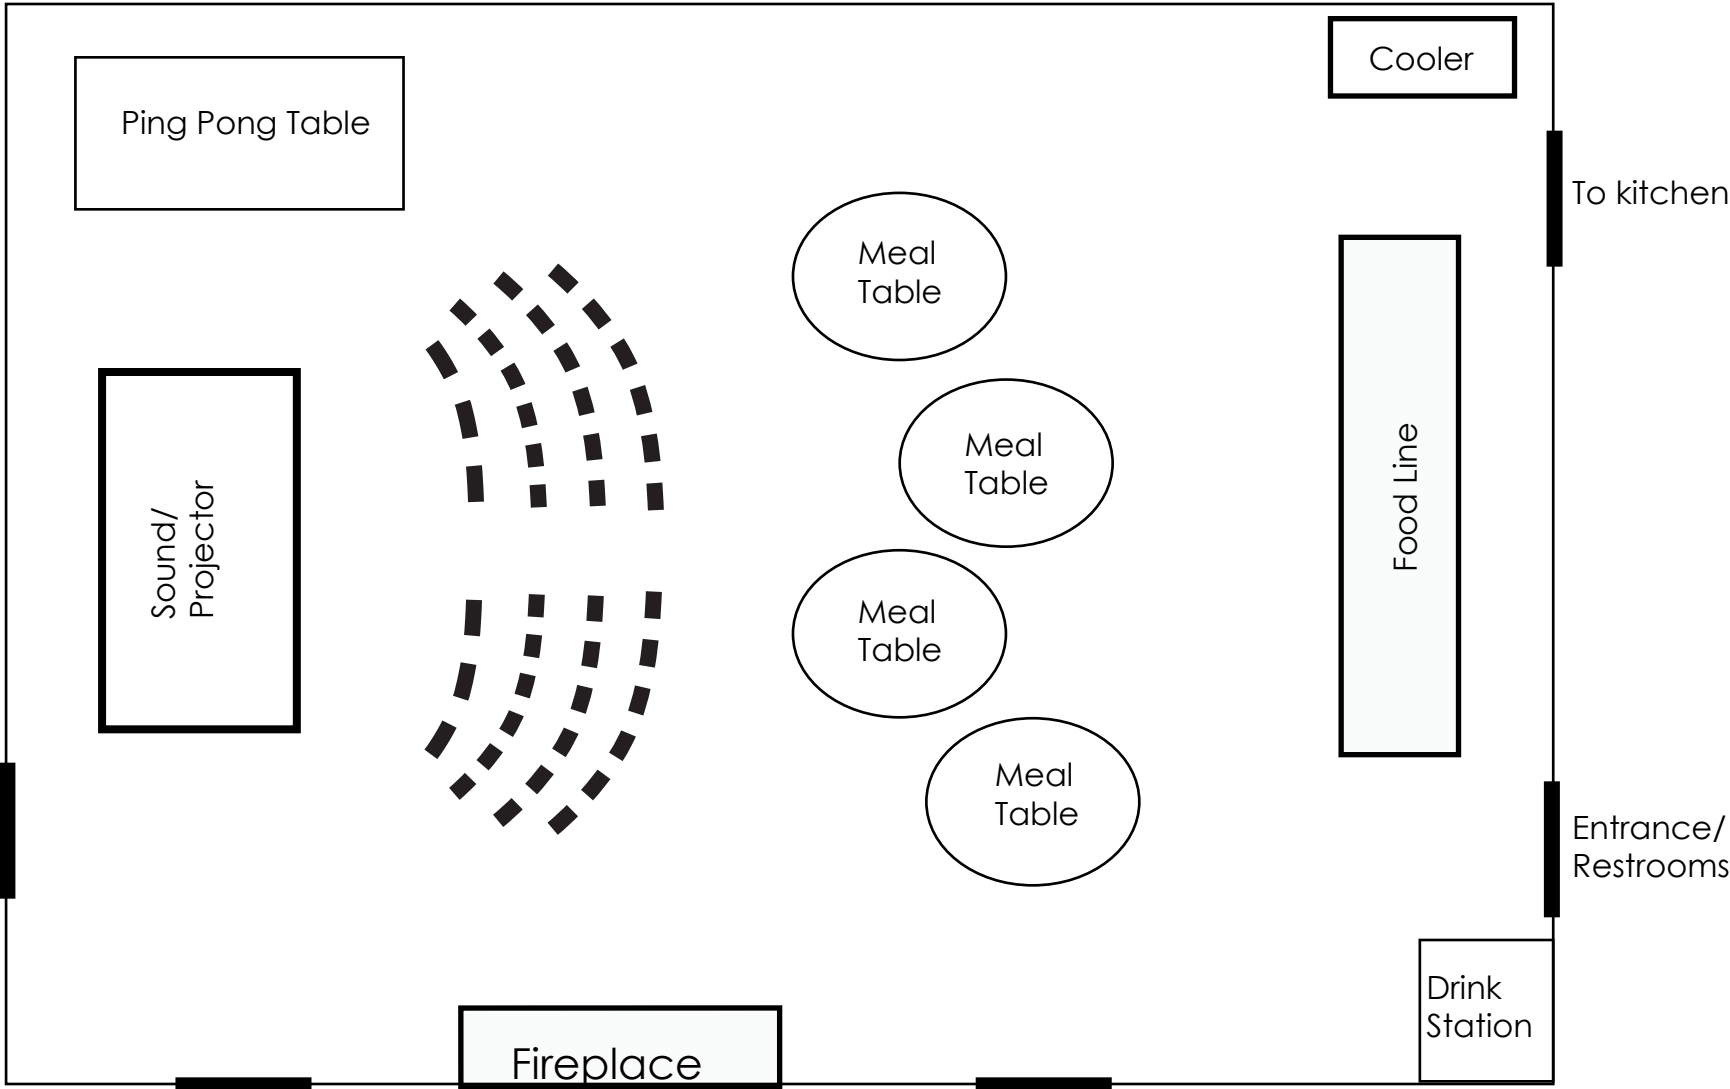 Cooler
Ping Pong Table
To kitchen
Meal
Table
Meal
Table
Food Line
Sound/
Projector
Meal
Table
Meal
Table
Entrance/
Restrooms
Drink
Station
Fireplace